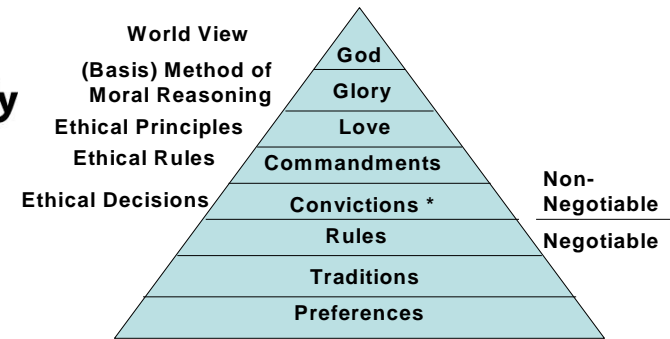 World View
God
(Basis) Method of
Moral Reasoning
Glory
y
Ethical Principles
Love
Ethical Rules
Commandments
Ethical Decisions
Convictions *
Non-
Negotiable
Rules
Negotiable
Traditions
Preferences